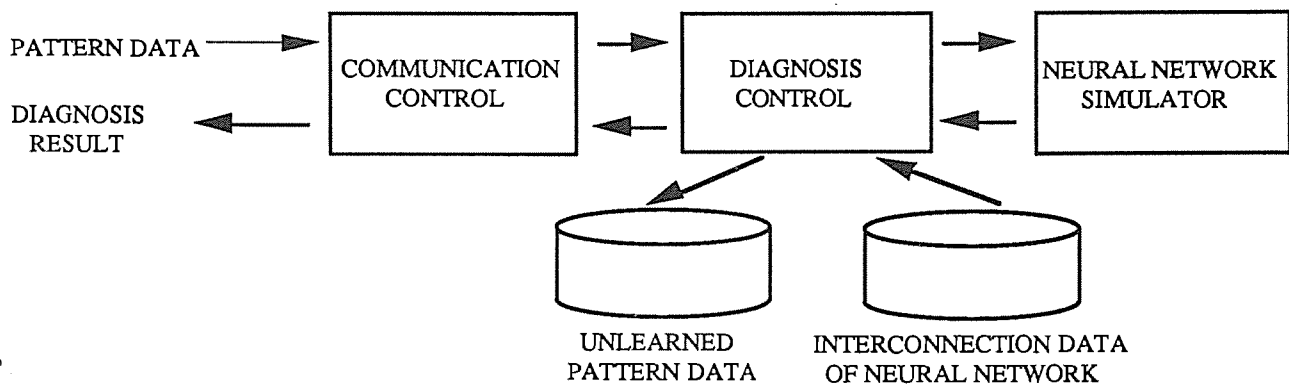 PATTERN DATA
DIAGNOSIS
RESULT
COMMUNICATION
CONTROL
DIAGNOSIS
CONTROL
NEURAL NETWORK
SIMULATOR
UNLEARNED
PATTERN DATA
INTERCONNECTION DATA
OF NEURAL NETWORK